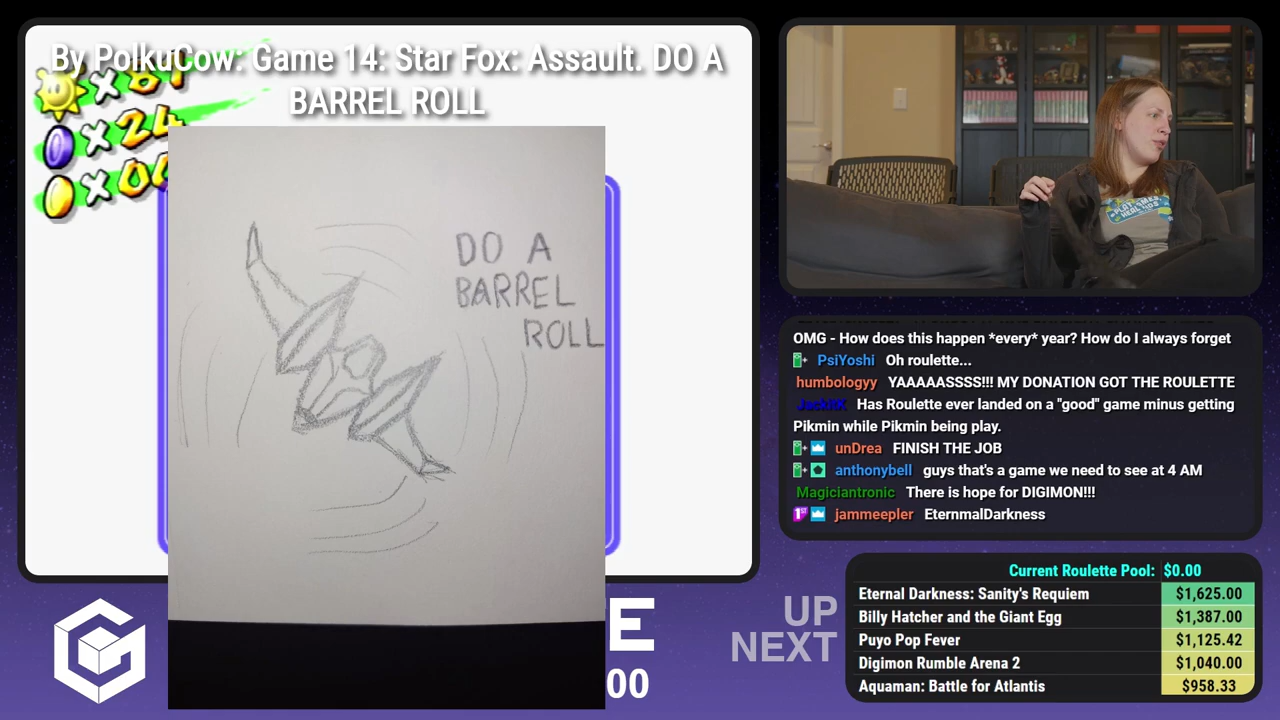 By PolkuCow: Game 14: Star Fox: Assault. DO A
BARREL ROLL
x 87
x 24
DO A
BARREL
ROLL
E
00
UP
NEXT
OMG - How does this happen *every* year? How do I always forget
PsiYoshi Oh roulette...
humbologyy YAAAAASSSS!!! MY DONATION GOT THE ROULETTE
JackitX Has Roulette ever landed on a "good" game minus getting
Pikmin while Pikmin being play.
unDrea FINISH THE JOB
anthonybell guys that's a game we need to see at 4 AM
Magiciantronic There is hope for DIGIMON!!!
1ST jammeepler EternmalDarkness
Current Roulette Pool: $0.00
Eternal Darkness: Sanity's Requiem $1,625.00
Billy Hatcher and the Giant Egg $1,387.00
Puyo Pop Fever $1,125.42
Digimon Rumble Arena 2 $1,040.00
Aquaman: Battle for Atlantis $958.33